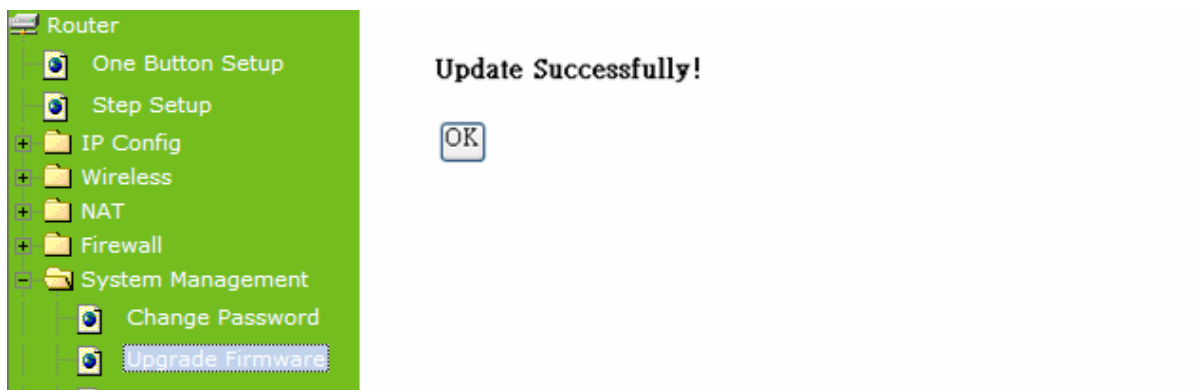 Router
One Button Setup
Step Setup
IP Config
Wireless
NAT
Firewall
System Management
Change Password
Upgrade Firmware
Update Successfully!
OK